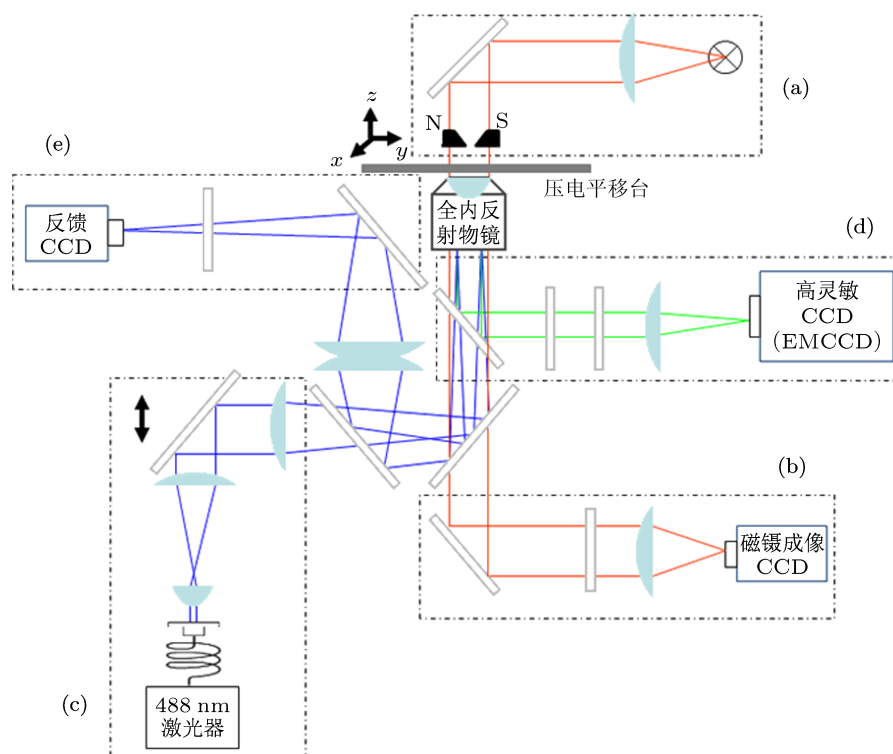 (a)
N
S
z
x
y
(e)
压电平移台
反馈
CCD
全内反
射物镜
(d)
高灵敏
CCD
(EMCCD)
(b)
磁镊成像
CCD
(c)
488 nm
激光器